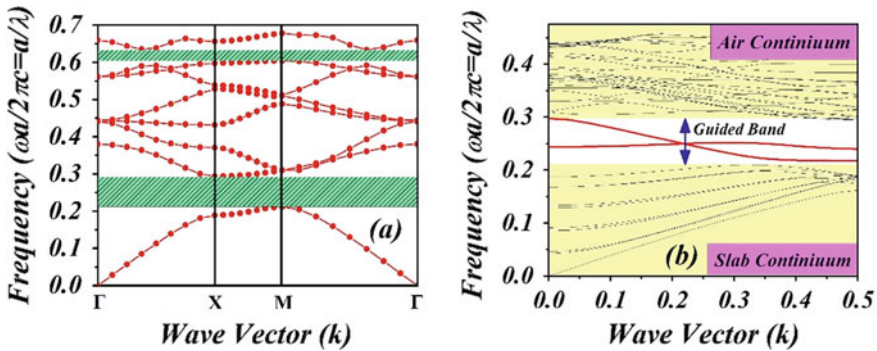 Frequency (ωa/2πc=a/λ)
0.7
0.6
0.5
0.4
0.3
0.2
0.1
0.0
(a)
Γ X M Γ
Wave Vector (k)
Frequency (ωa/2πc=a/λ)
0.4
0.3
0.2
0.1
0.0
Air Continiuum
Guided Band
(b)
Slab Continiuum
0.0 0.1 0.2 0.3 0.4 0.5
Wave Vector (k)